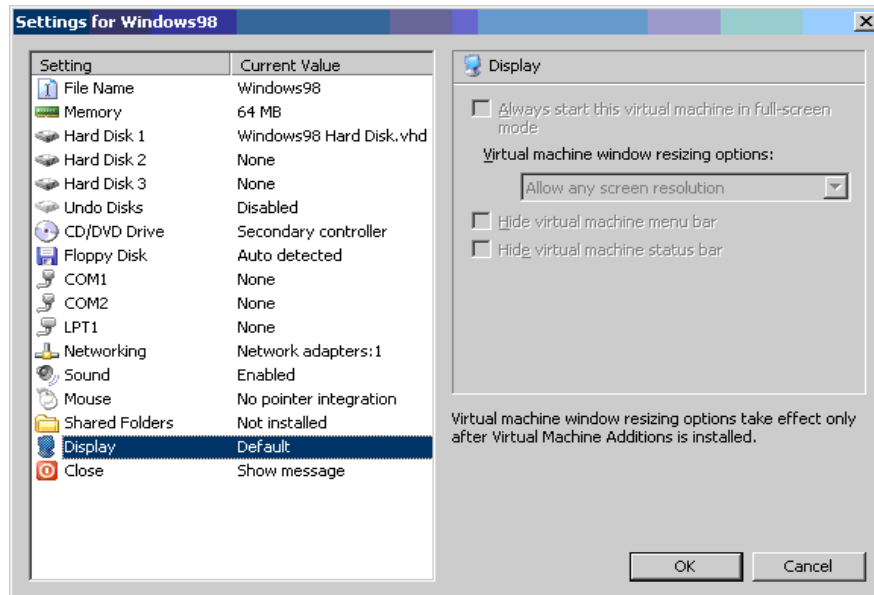 Settings for Windows98
Setting Current Value
File Name Windows98
Memory 64 MB
Hard Disk 1 Windows98 Hard Disk.vhd
Hard Disk 2 None
Hard Disk 3 None
Undo Disks Disabled
CD/DVD Drive Secondary controller
Floppy Disk Auto detected
COM1 None
COM2 None
LPT1 None
Networking Network adapters:1
Sound Enabled
Mouse No pointer integration
Shared Folders Not installed
Display Default
Close Show message
Display
Always start this virtual machine in full-screen
mode
Virtual machine window resizing options:
Allow any screen resolution
Hide virtual machine menu bar
Hide virtual machine status bar
Virtual machine window resizing options take effect only
after Virtual Machine Additions is installed.
OK Cancel